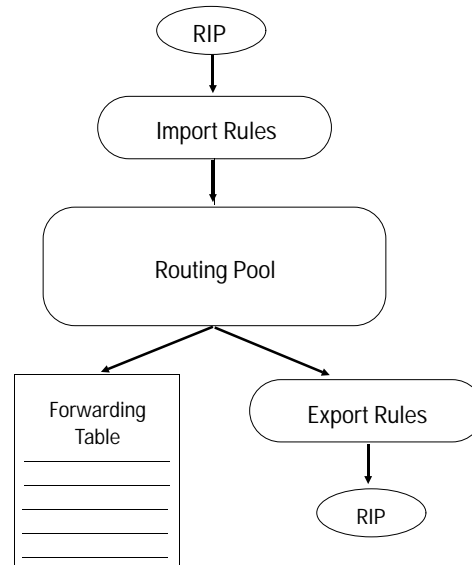 RIP
Import Rules
Routing Pool
Forwarding
Table
Export Rules
RIP